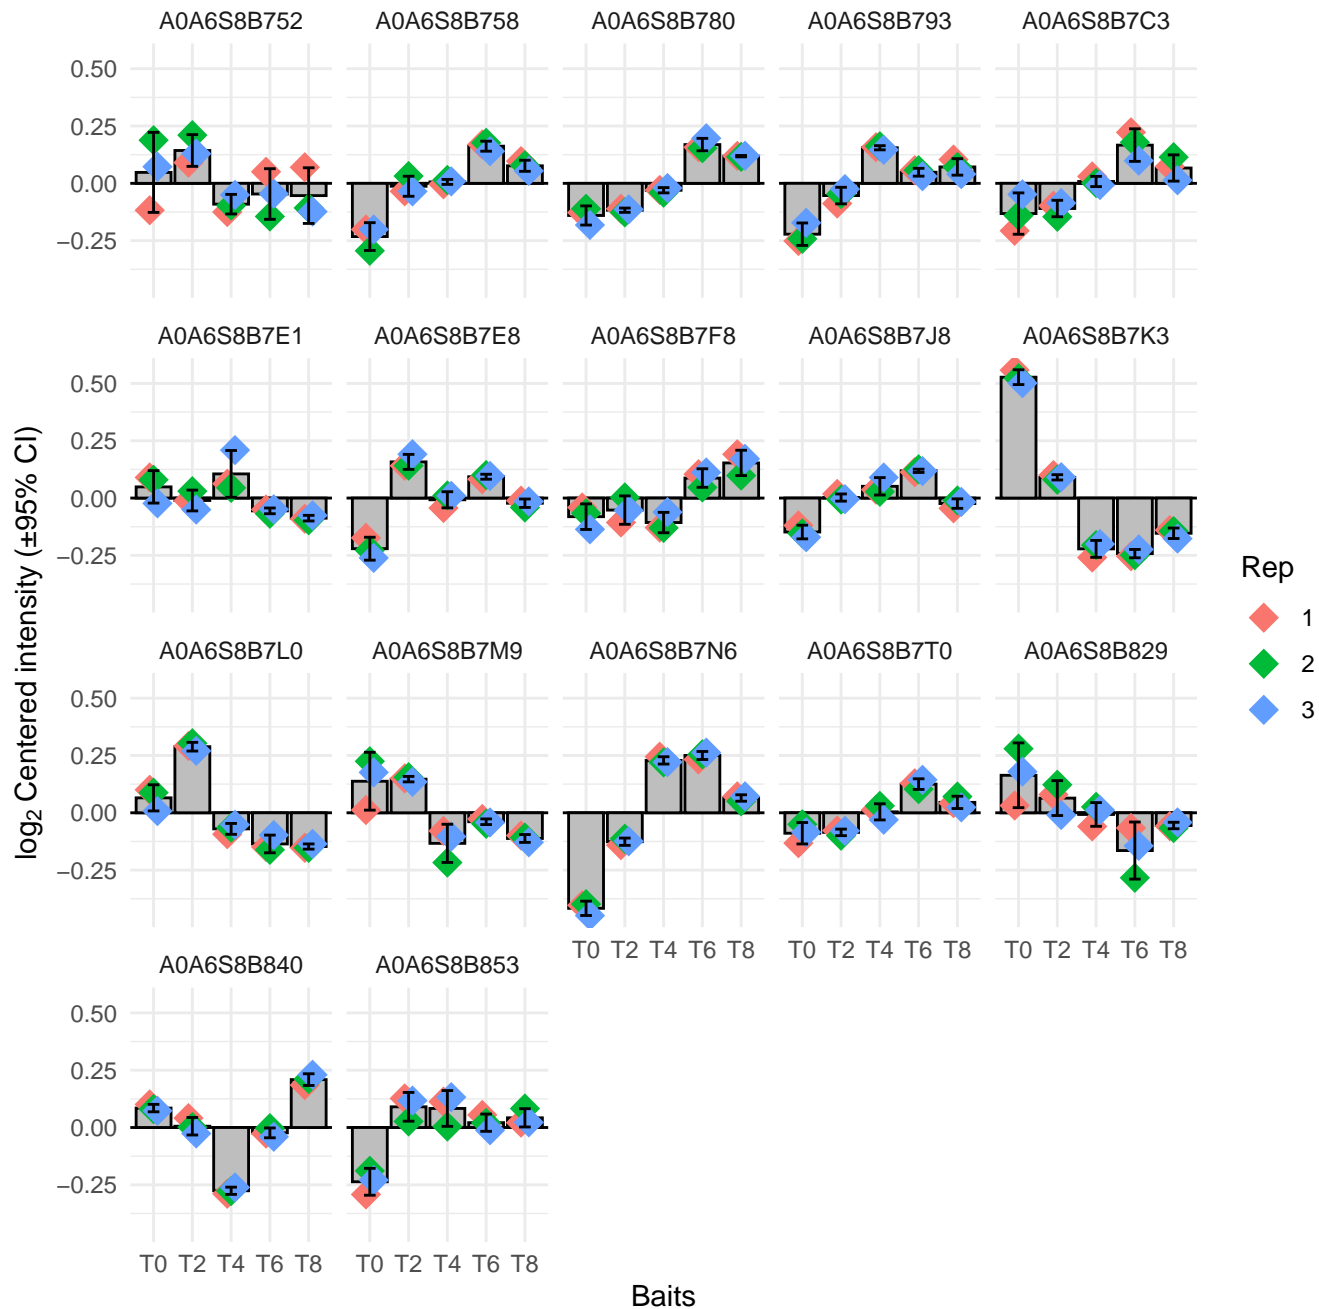 A0A6S8B752 A0A6S8B758 A0A6S8B780 A0A6S8B793 A0A6S8B7C3
0.50
0.25
0.00
−0.25
A0A6S8B7E1 A0A6S8B7E8 A0A6S8B7F8 A0A6S8B7J8 A0A6S8B7K3
0.50
0.25
0.00
−0.25
A0A6S8B7L0 A0A6S8B7M9 A0A6S8B7N6 A0A6S8B7T0 A0A6S8B829
0.50
0.25
0.00
−0.25
T0 T2 T4 T6 T8 T0 T2 T4 T6 T8 T0 T2 T4 T6 T8
A0A6S8B840 A0A6S8B853
0.50
0.25
0.00
−0.25
T0 T2 T4 T6 T8 T0 T2 T4 T6 T8
Baits
log₂ Centered intensity (±95% CI)
Rep
1
2
3